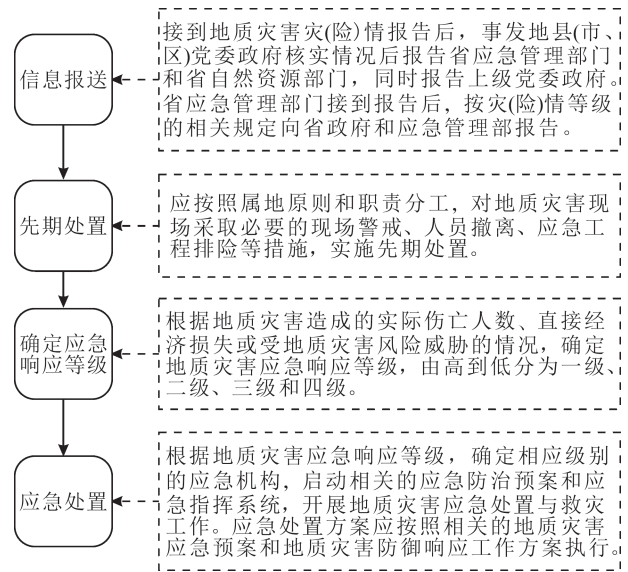 信息报送
接到地质灾害灾(险)情报告后，事发地县(市、
区)党委政府核实情况后报告省应急管理部门
和省自然资源部门，同时报告上级党委政府。
省应急管理部门接到报告后，按灾(险)情等级
的相关规定向省政府和应急管理部报告。
先期处置
应按照属地原则和职责分工，对地质灾害现
场采取必要的现场警戒、人员撤离、应急工
程排险等措施，实施先期处置。
确定应急
响应等级
根据地质灾害造成的实际伤亡人数、直接经
济损失或受地质灾害风险威胁的情况，确定
地质灾害应急响应等级，由高到低分为一级、
二级、三级和四级。
应急处置
根据地质灾害应急响应等级，确定相应级别
的应急机构，启动相关的应急防治预案和应
急指挥系统，开展地质灾害应急处置与救灾
工作。应急处置方案应按照相关的地质灾害
应急预案和地质灾害防御响应工作方案执行。